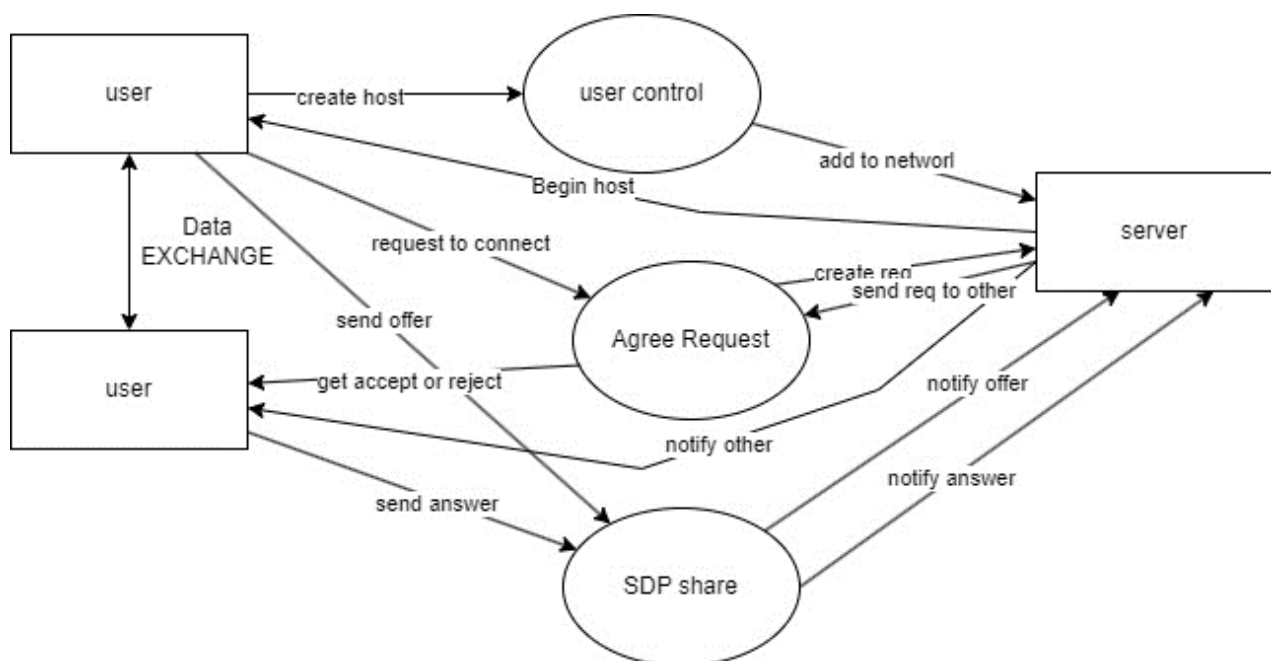 user
create host
user control
add to networl
Begin host
server
Data
EXCHANGE
request to connect
create req
send req to other
send offer
Agree Request
user
get accept or reject
notify offer
notify other
notify answer
send answer
SDP share